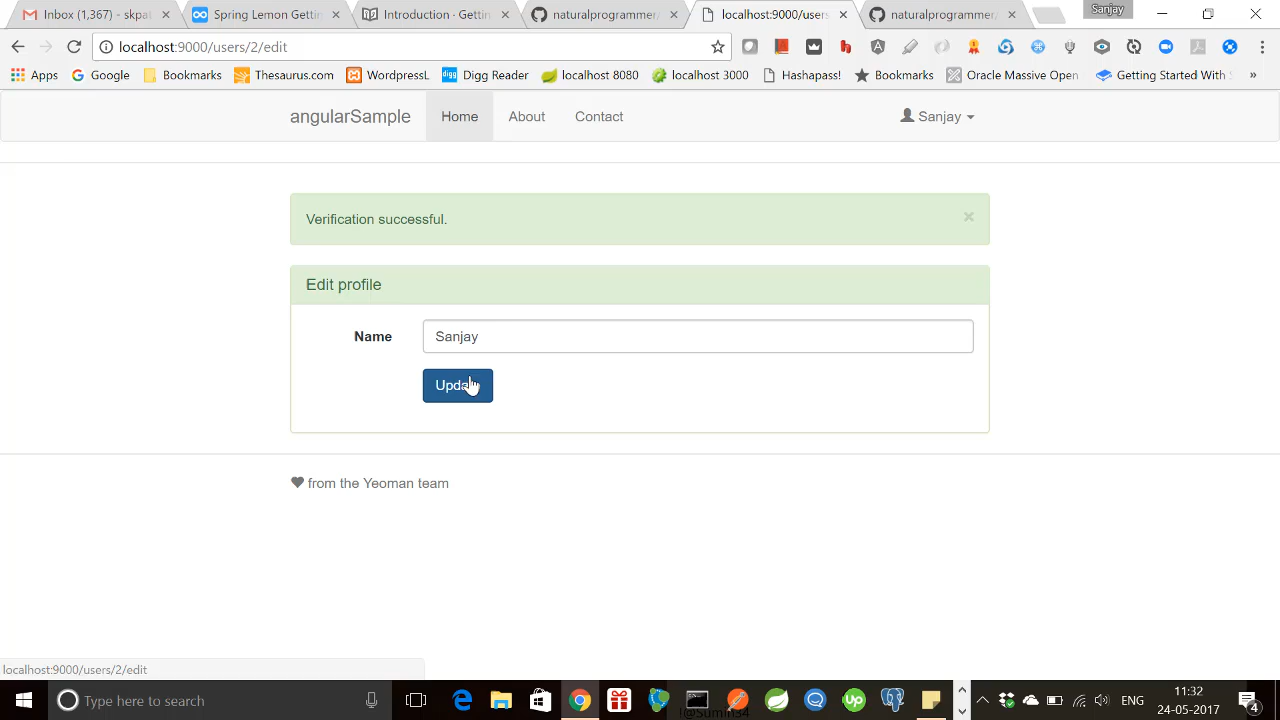 Sanjay
Inbox (1,367) - skpat
Spring Lemon Gettin
Introduction · Gettin
naturalprogrammer/
localhost:9000/users
naturalprogrammer/
localhost:9000/users/2/edit
Apps
Google
Bookmarks
Thesaurus.com
WordpressL
Digg Reader
localhost 8080
localhost:3000
Hashapass!
Bookmarks
Oracle Massive Open
Getting Started With S
»
angularSample
Home
About
Contact
Sanjay
Verification successful.
×
Edit profile
Name
Sanjay
from the Yeoman team
localhost:9000/users/2/edit
Type here to search
ENG
11:32
24-05-2017
4